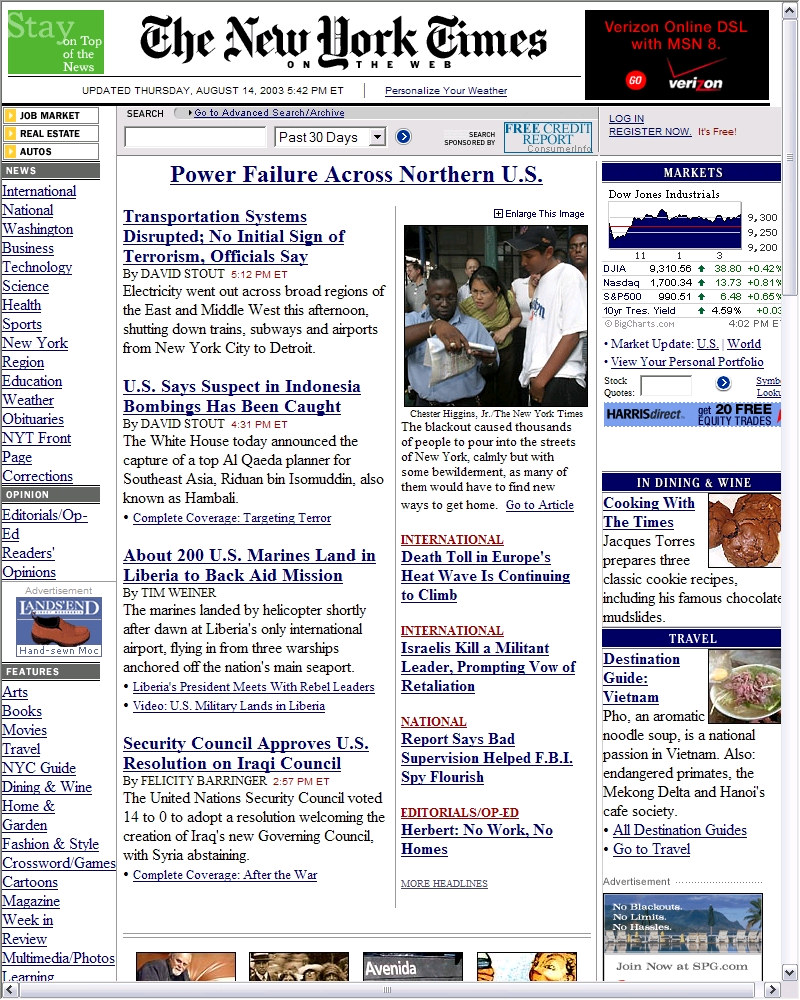 Stay
on Top
of the
News
The New York Times
ON THE WEB
Verizon Online DSL
with MSN 8.
GO
verizon
UPDATED THURSDAY, AUGUST 14, 2003 5:42 PM ET
Personalize Your Weather
JOB MARKET
REAL ESTATE
AUTOS
SEARCH
Go to Advanced Search/Archive
Past 30 Days
SEARCH
SPONSORED BY
FREE CREDIT
REPORT
ConsumerInfo
LOG IN
REGISTER NOW. It's Free!
NEWS
International
National
Washington
Business
Technology
Science
Health
Sports
New York
Region
Education
Weather
Obituaries
NYT Front
Page
Corrections
OPINION
Editorials/Op-
Ed
Readers'
Opinions
Advertisement
LANDS'END
Hand-sewn Moc
FEATURES
Arts
Books
Movies
Travel
NYC Guide
Dining & Wine
Home &
Garden
Fashion & Style
Crossword/Games
Cartoons
Magazine
Week in
Review
Multimedia/Photos
Learning
Power Failure Across Northern U.S.
Transportation Systems
Disrupted; No Initial Sign of
Terrorism, Officials Say
By DAVID STOUT 5:12 PM ET
Electricity went out across broad regions of
the East and Middle West this afternoon,
shutting down trains, subways and airports
from New York City to Detroit.
U.S. Says Suspect in Indonesia
Bombings Has Been Caught
By DAVID STOUT 4:31 PM ET
The White House today announced the
capture of a top Al Qaeda planner for
Southeast Asia, Riduan bin Isomuddin, also
known as Hambali.
• Complete Coverage: Targeting Terror
About 200 U.S. Marines Land in
Liberia to Back Aid Mission
By TIM WEINER
The marines landed by helicopter shortly
after dawn at Liberia's only international
airport, flying in from three warships
anchored off the nation's main seaport.
• Liberia's President Meets With Rebel Leaders
• Video: U.S. Military Lands in Liberia
Security Council Approves U.S.
Resolution on Iraqi Council
By FELICITY BARRINGER 2:57 PM ET
The United Nations Security Council voted
14 to 0 to adopt a resolution welcoming the
creation of Iraq's new Governing Council,
with Syria abstaining.
• Complete Coverage: After the War
Enlarge This Image
Chester Higgins, Jr./The New York Times
The blackout caused thousands
of people to pour into the streets
of New York, calmly but with
some bewilderment, as many of
them would have to find new
ways to get home. Go to Article
INTERNATIONAL
Death Toll in Europe's
Heat Wave Is Continuing
to Climb
INTERNATIONAL
Israelis Kill a Militant
Leader, Prompting Vow of
Retaliation
NATIONAL
Report Says Bad
Supervision Helped F.B.I.
Spy Flourish
EDITORIALS/OP-ED
Herbert: No Work, No
Homes
MORE HEADLINES
Avenida
MARKETS
Dow Jones Industrials
9,300
9,250
9,200
11 1 3
DJIA 9,310.56 38.80 +0.42%
Nasdaq 1,700.34 13.73 +0.81%
S&P500 990.51 6.48 +0.66%
10yr Tres. Yield 4.59% +0.03
© BigCharts.com 4:02 PM ET
• Market Update: U.S. | World
• View Your Personal Portfolio
Stock
Quotes:
Symb
Looku
HARRISdirect.
get 20 FREE
EQUITY TRADES
IN DINING & WINE
Cooking With
The Times
Jacques Torres
prepares three
classic cookie recipes,
including his famous chocolate
mudslides.
TRAVEL
Destination
Guide:
Vietnam
Pho, an aromatic
noodle soup, is a national
passion in Vietnam. Also:
endangered primates, the
Mekong Delta and Hanoi's
cafe society.
• All Destination Guides
• Go to Travel
Advertisement
No Blackouts.
No Limits.
No Hassles.
Join Now at SPG.com